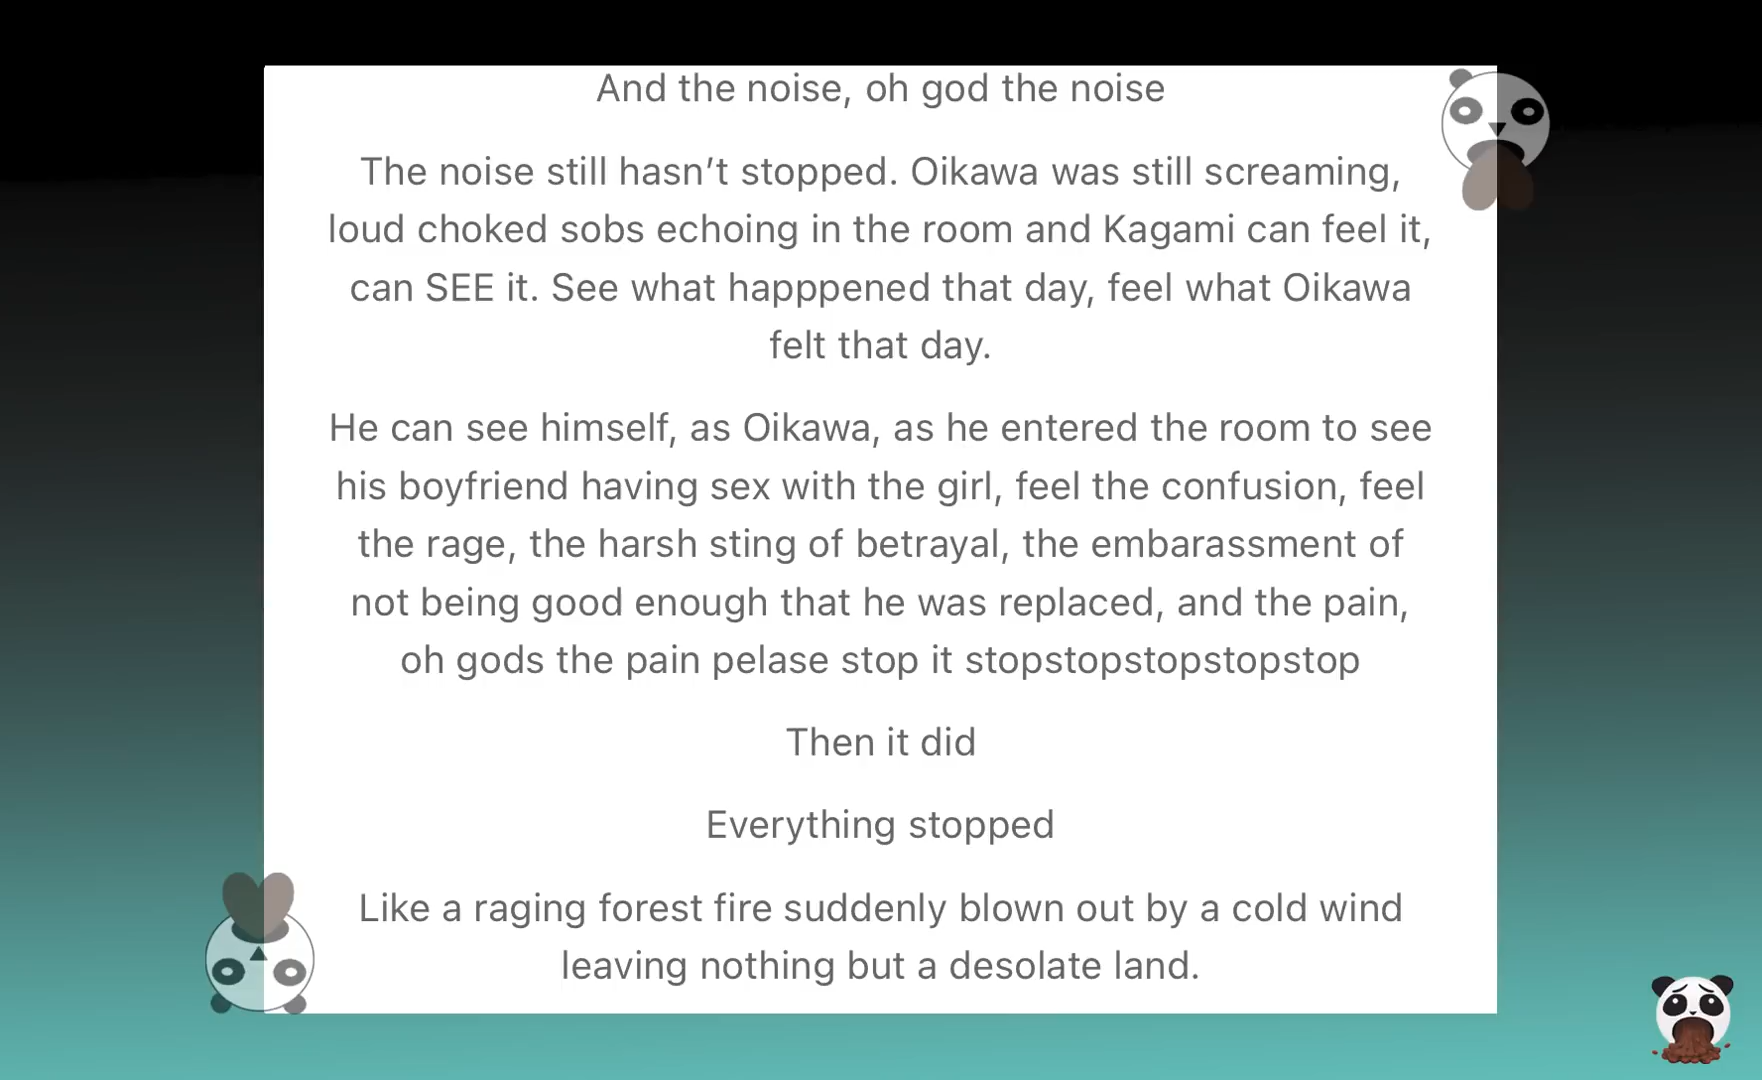 And the noise, oh god the noise
The noise still hasn’t stopped. Oikawa was still screaming,
loud choked sobs echoing in the room and Kagami can feel it,
can SEE it. See what happpened that day, feel what Oikawa
felt that day.
He can see himself, as Oikawa, as he entered the room to see
his boyfriend having sex with the girl, feel the confusion, feel
the rage, the harsh sting of betrayal, the embarassment of
not being good enough that he was replaced, and the pain,
oh gods the pain pelase stop it stopstopstopstopstop
Then it did
Everything stopped
Like a raging forest fire suddenly blown out by a cold wind
leaving nothing but a desolate land.